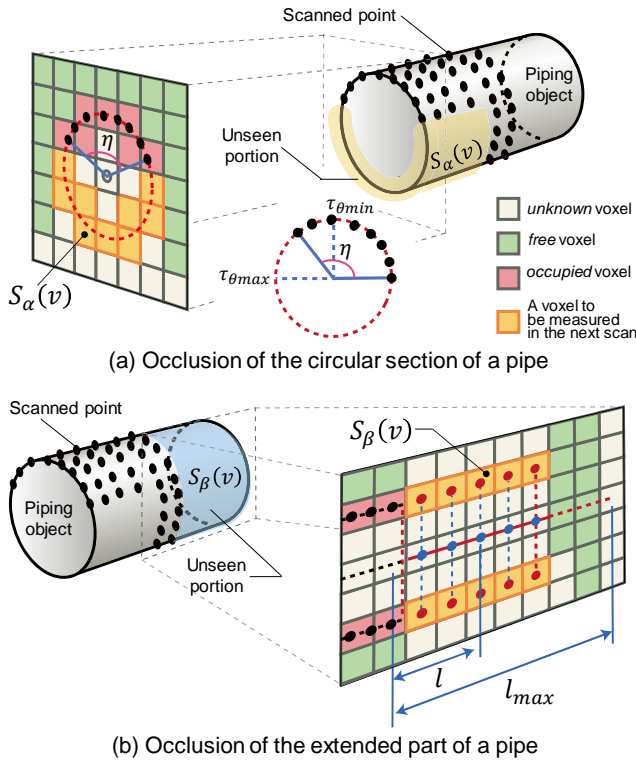 Scanned point
Piping
object
η
Unseen
portion
S_α(v)
τ_θmin
η
τ_θmax
S_α(v)
unknown voxel
free voxel
occupied voxel
A voxel to
be measured
in the next scan
(a) Occlusion of the circular section of a pipe
Scanned point
S_β(v)
S_β(v)
Piping
object
Unseen
portion
l
l_max
(b) Occlusion of the extended part of a pipe